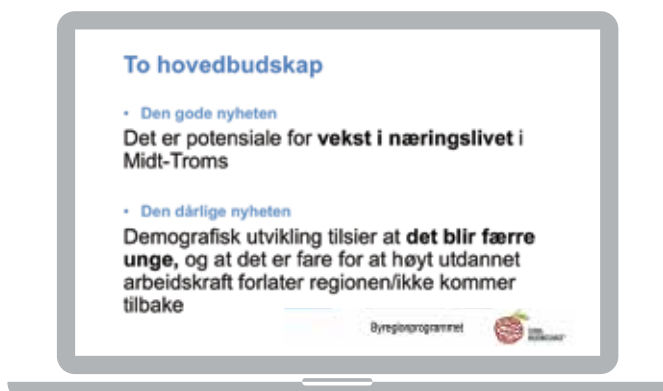 To hovedbudskap
• Den gode nyheten
Det er potensiale for vekst i næringslivet i
Midt-Troms
• Den dårlige nyheten
Demografisk utvikling tilsier at det blir færre
unge, og at det er fare for at høyt utdannet
arbeidskraft forlater regionen/ikke kommer
tilbake
Byregionprogrammet